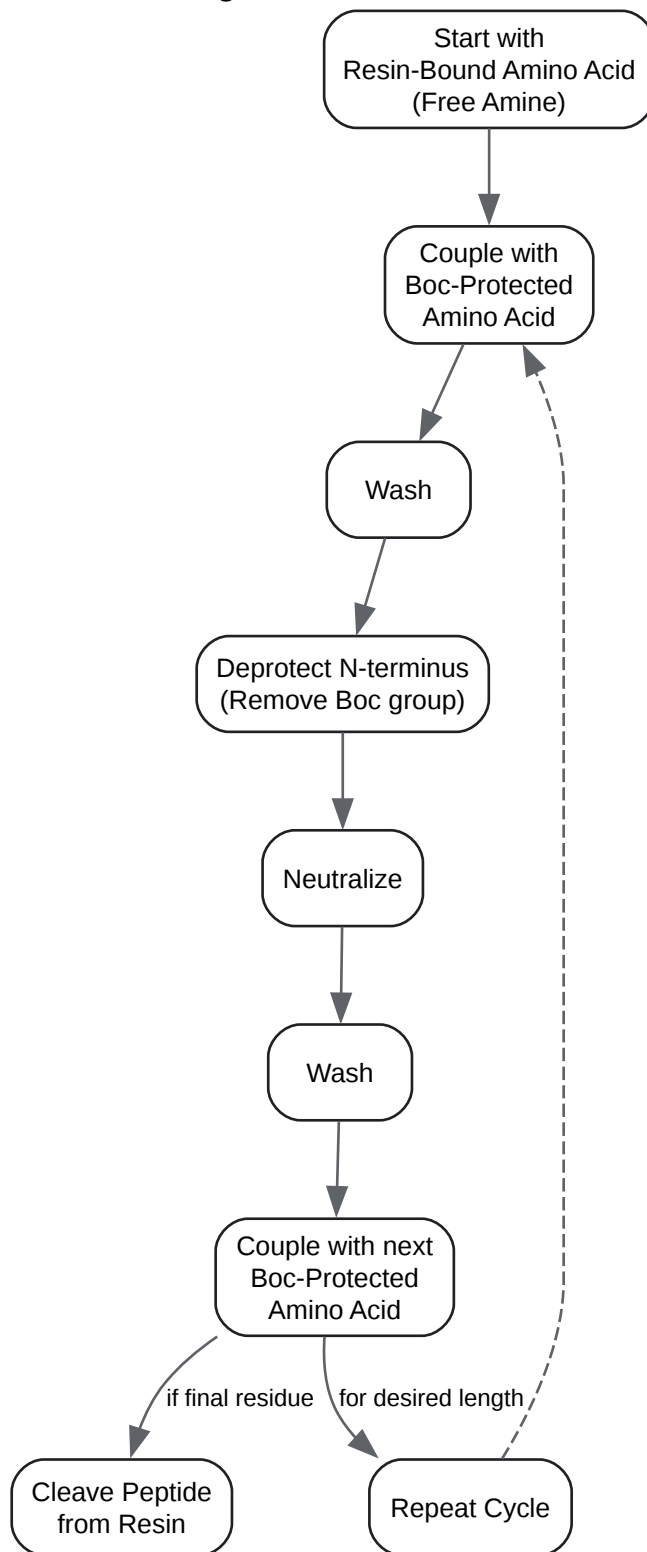 Start with
Resin-Bound Amino Acid
(Free Amine)
Couple with
Boc-Protected
Amino Acid
Wash
Deprotect N-terminus
(Remove Boc group)
Neutralize
Wash
Couple with next
Boc-Protected
Amino Acid
if final residue
for desired length
Cleave Peptide
from Resin
Repeat Cycle